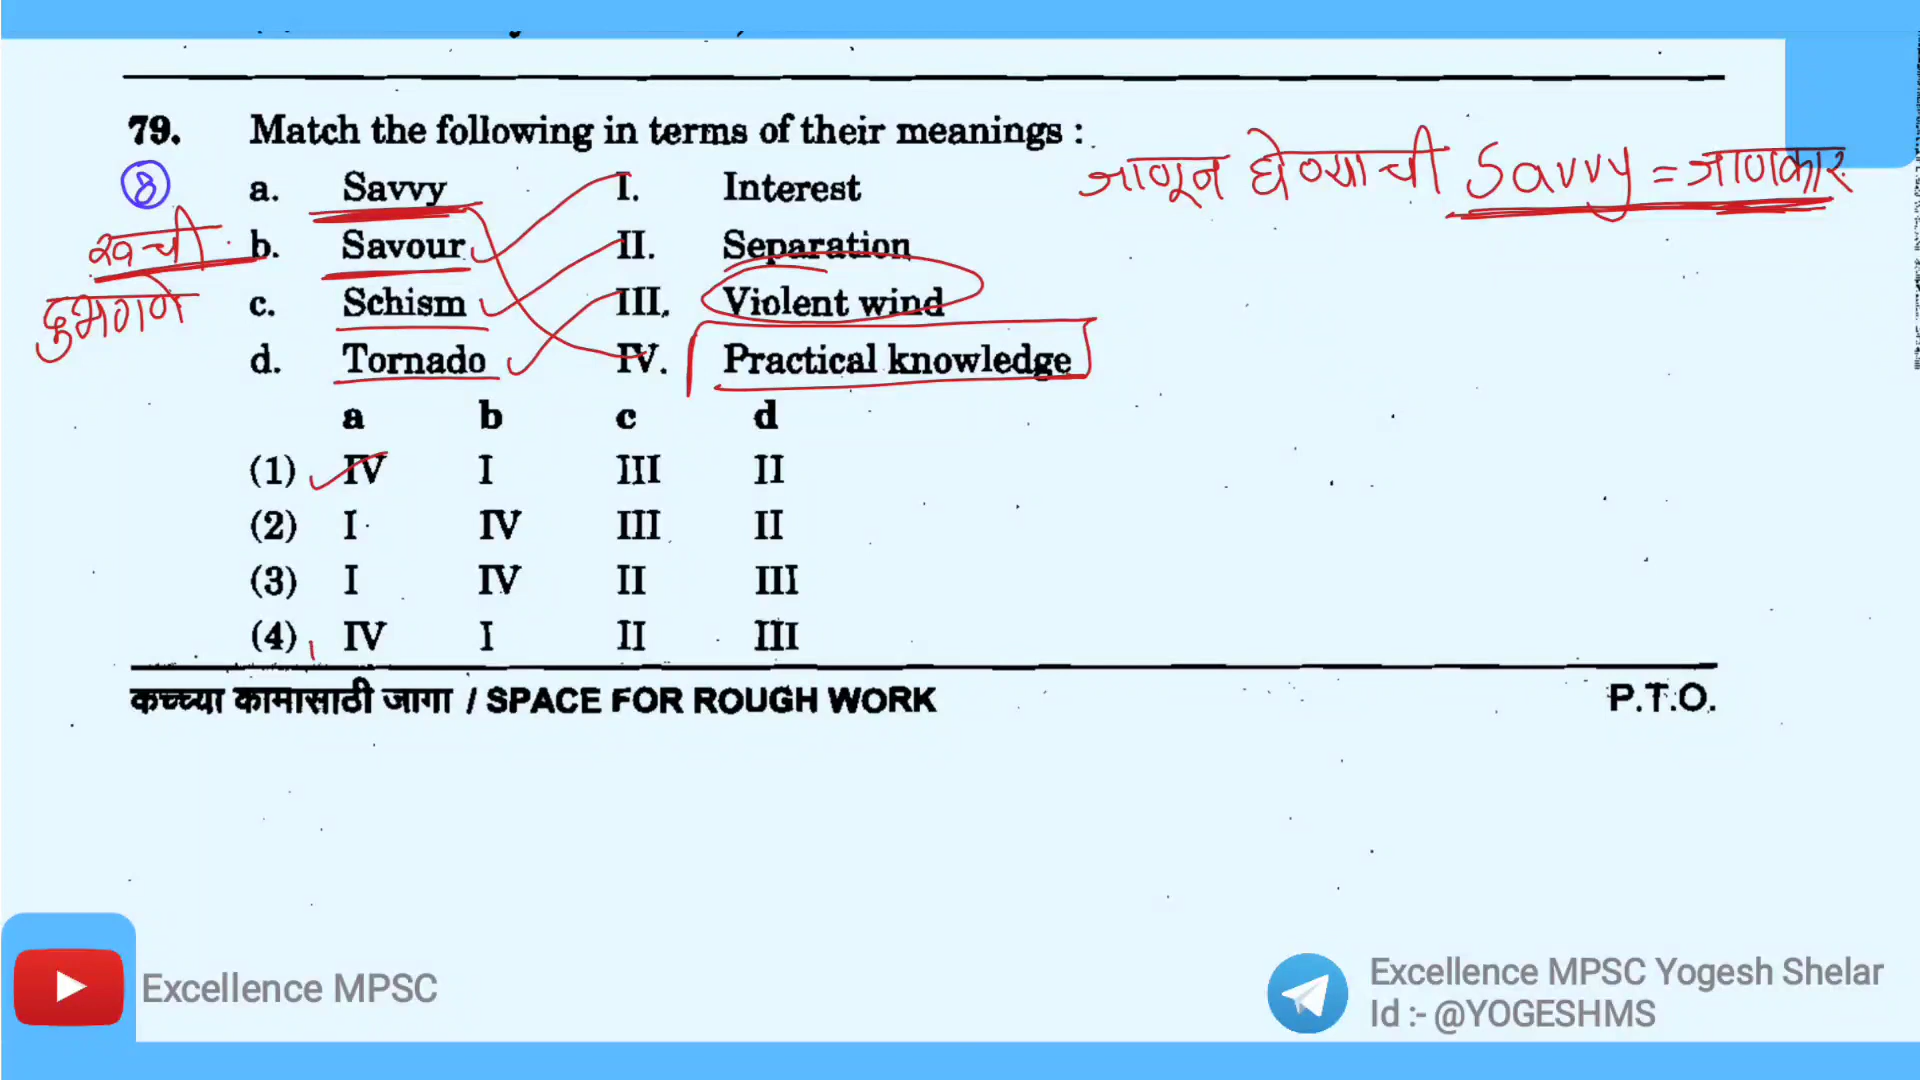 79. Match the following in terms of their meanings :
जाणून घेण्याची Savvy = जाणकार
8
a. Savvy I. Interest
b. Savour II. Separation
c. Schism III. Violent wind
d. Tornado IV. Practical knowledge
a b c d
(1) IV I III II
(2) I IV III II
(3) I IV II III
(4) IV I II III
कच्च्या कामासाठी जागा / SPACE FOR ROUGH WORK P.T.O.
Excellence MPSC
Excellence MPSC Yogesh Shelar
Id :- @YOGESHMS